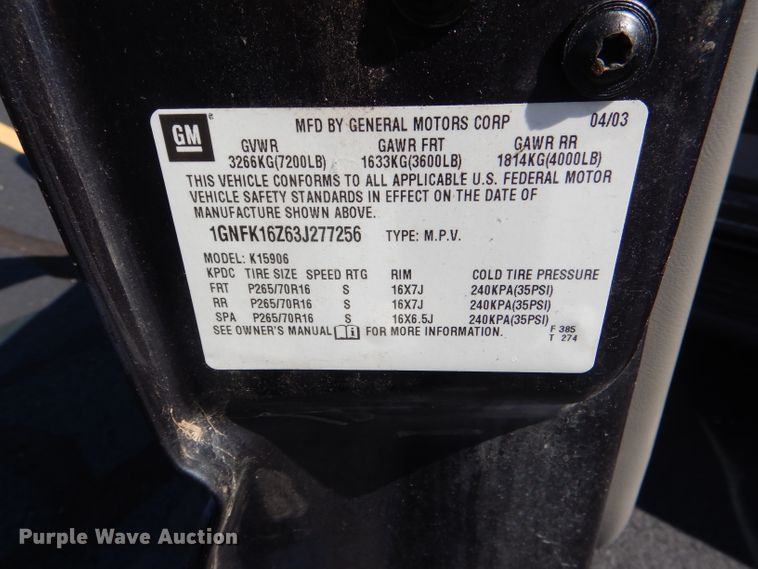 GM
MFD BY GENERAL MOTORS CORP 04/03
GVWR GAWR FRT GAWR RR
3266KG(7200LB) 1633KG(3600LB) 1814KG(4000LB)
THIS VEHICLE CONFORMS TO ALL APPLICABLE U.S. FEDERAL MOTOR
VEHICLE SAFETY STANDARDS IN EFFECT ON THE DATE OF
MANUFACTURE SHOWN ABOVE.
1GNFK16Z63J277256 TYPE: M.P.V.
MODEL: K15906
KPDC TIRE SIZE SPEED RTG RIM COLD TIRE PRESSURE
FRT P265/70R16 S 16X7J 240KPA(35PSI)
RR P265/70R16 S 16X7J 240KPA(35PSI)
SPA P265/70R16 S 16X6.5J 240KPA(35PSI)
SEE OWNER'S MANUAL i FOR MORE INFORMATION.
F 385
T 274
Purple Wave Auction